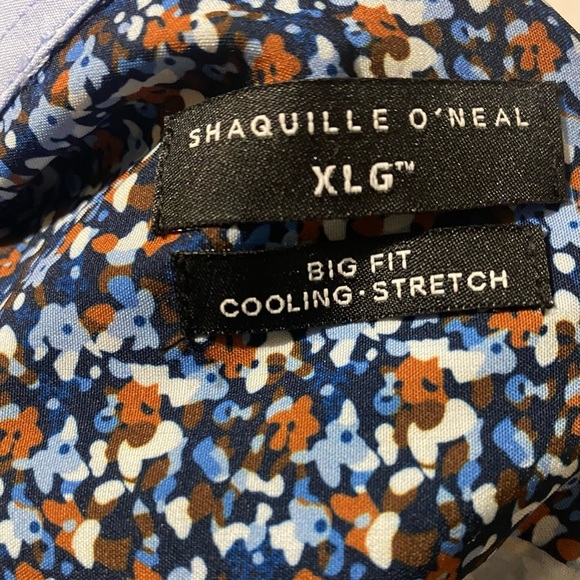 SHAQUILLE O'NEAL
XLG™
BIG FIT
COOLING·STRETCH